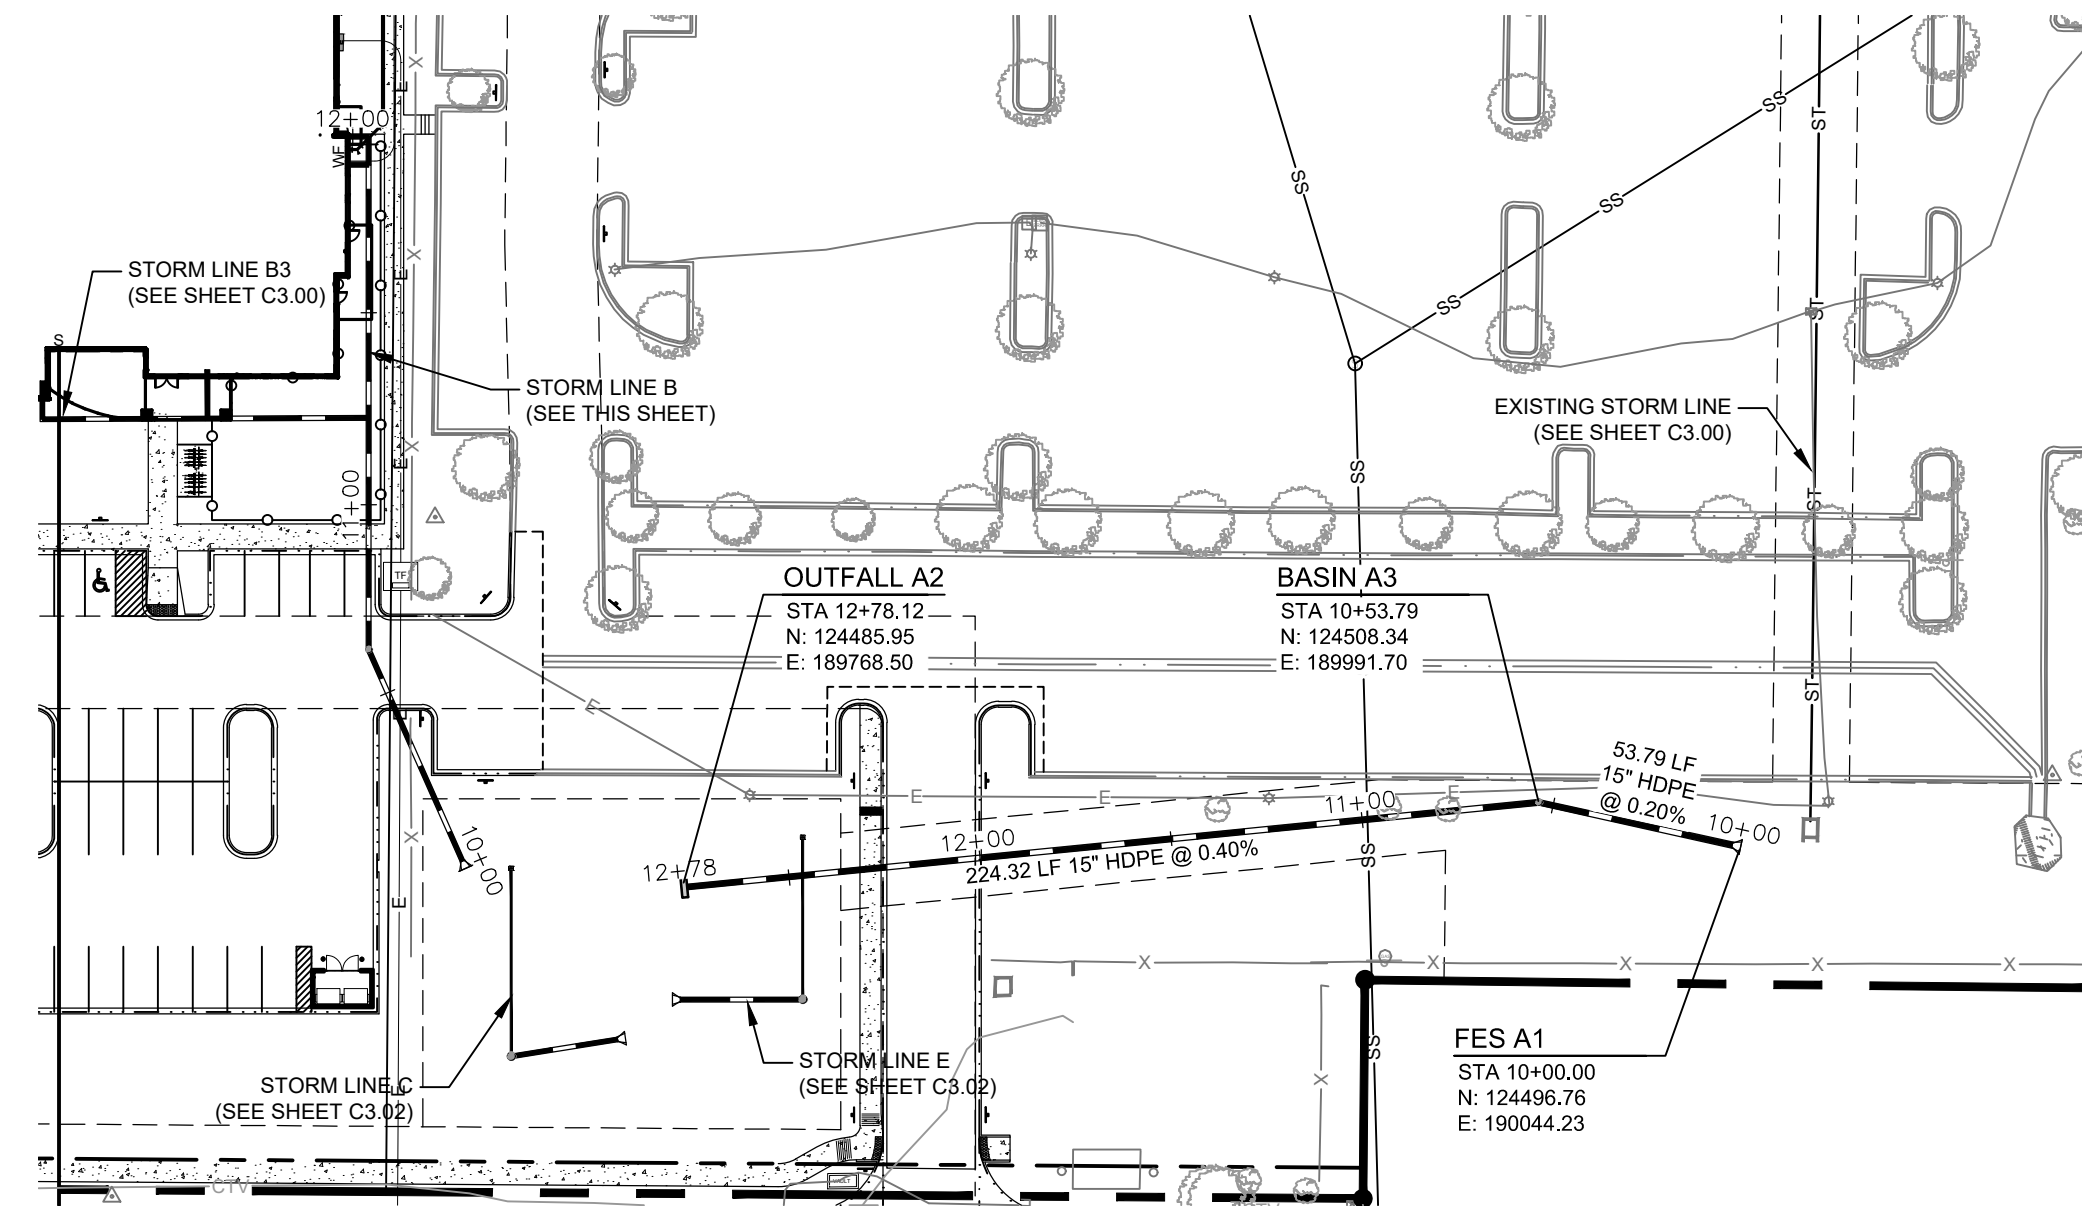 12+00
WF
STORM LINE B3
(SEE SHEET C3.00)
S
STORM LINE B
(SEE THIS SHEET)
11+00
TF
EXISTING STORM LINE
(SEE SHEET C3.00)
SS
SS
SS
SS
SS
SS
SS
ST
ST
ST
ST
X
X
X
X
E
E
E
E
E
E
OUTFALL A2
STA 12+78.12
N: 124485.95
E: 189768.50
BASIN A3
STA 10+53.79
N: 124508.34
E: 189991.70
53.79 LF
15" HDPE
@ 0.20%
10+00
11+00
12+00
12+78
224.32 LF 15" HDPE @ 0.40%
10+00
E
E
E
E
X
X
X
X
X
X
FES A1
STA 10+00.00
N: 124496.76
E: 190044.23
STORM LINE E
(SEE SHEET C3.02)
STORM LINE C
(SEE SHEET C3.02)
CTV